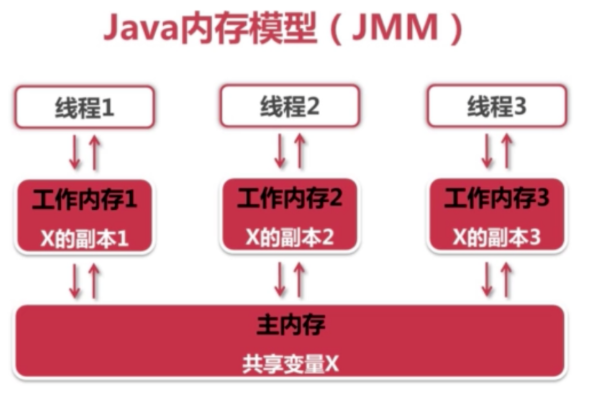 Java内存模型（JMM）
线程1
线程2
线程3
工作内存1
X的副本1
工作内存2
X的副本2
工作内存3
X的副本3
主内存
共享变量X